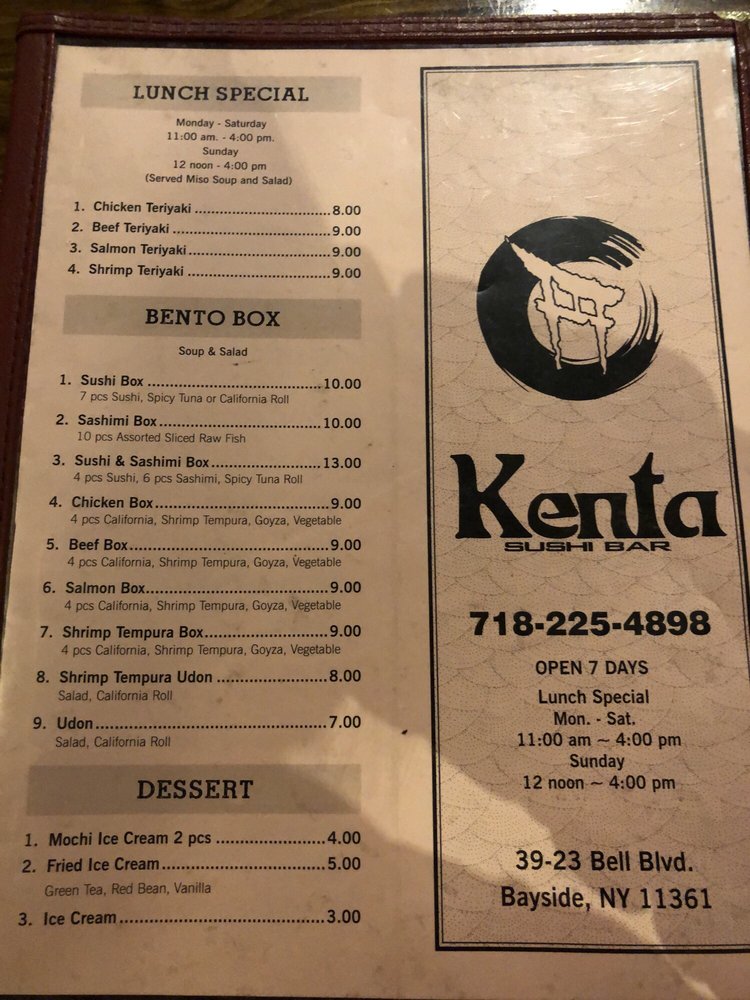 LUNCH SPECIAL
Monday - Saturday
11:00 am. - 4:00 pm.
Sunday
12 noon - 4:00 pm
(Served Miso Soup and Salad)
1. Chicken Teriyaki ..............................8.00
2. Beef Teriyaki ...................................9.00
3. Salmon Teriyaki ................................9.00
4. Shrimp Teriyaki ................................9.00
BENTO BOX
Soup & Salad
1. Sushi Box ......................................10.00
7 pcs Sushi, Spicy Tuna or California Roll
2. Sashimi Box....................................10.00
10 pcs Assorted Sliced Raw Fish
3. Sushi & Sashimi Box........................13.00
4 pcs Sushi, 6 pcs Sashimi, Spicy Tuna Roll
4. Chicken Box.....................................9.00
4 pcs California, Shrimp Tempura, Goyza, Vegetable
5. Beef Box..........................................9.00
4 pcs California, Shrimp Tempura, Goyza, Vegetable
6. Salmon Box......................................9.00
4 pcs California, Shrimp Tempura, Goyza, Vegetable
7. Shrimp Tempura Box..........................9.00
4 pcs California, Shrimp Tempura, Goyza, Vegetable
8. Shrimp Tempura Udon .......................8.00
Salad, California Roll
9. Udon................................................7.00
Salad, California Roll
DESSERT
1. Mochi Ice Cream 2 pcs ......................4.00
2. Fried Ice Cream.................................5.00
Green Tea, Red Bean, Vanilla
3. Ice Cream.........................................3.00
Kenta
SUSHI BAR
718-225-4898
OPEN 7 DAYS
Lunch Special
Mon. - Sat.
11:00 am ~ 4:00 pm
Sunday
12 noon ~ 4:00 pm
39-23 Bell Blvd.
Bayside, NY 11361